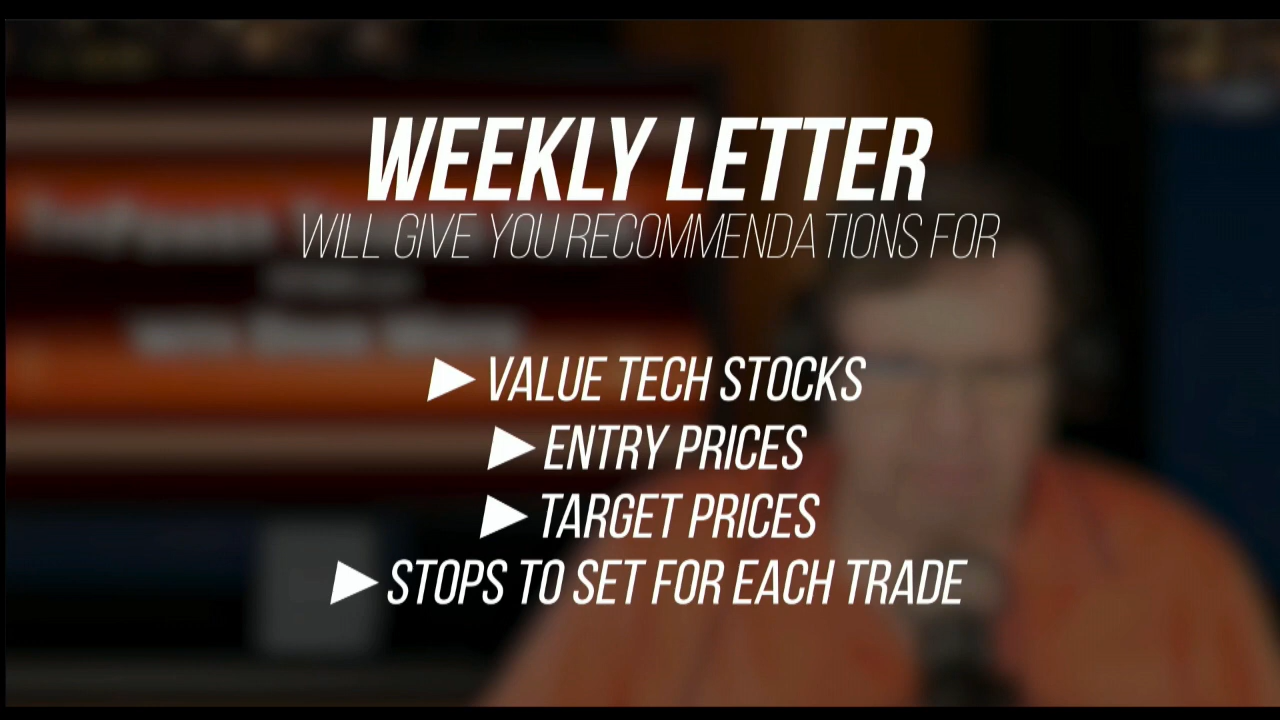 WEEKLY LETTER
WILL GIVE YOU RECOMMENDATIONS FOR
▶ VALUE TECH STOCKS
▶ ENTRY PRICES
▶ TARGET PRICES
▶ STOPS TO SET FOR EACH TRADE